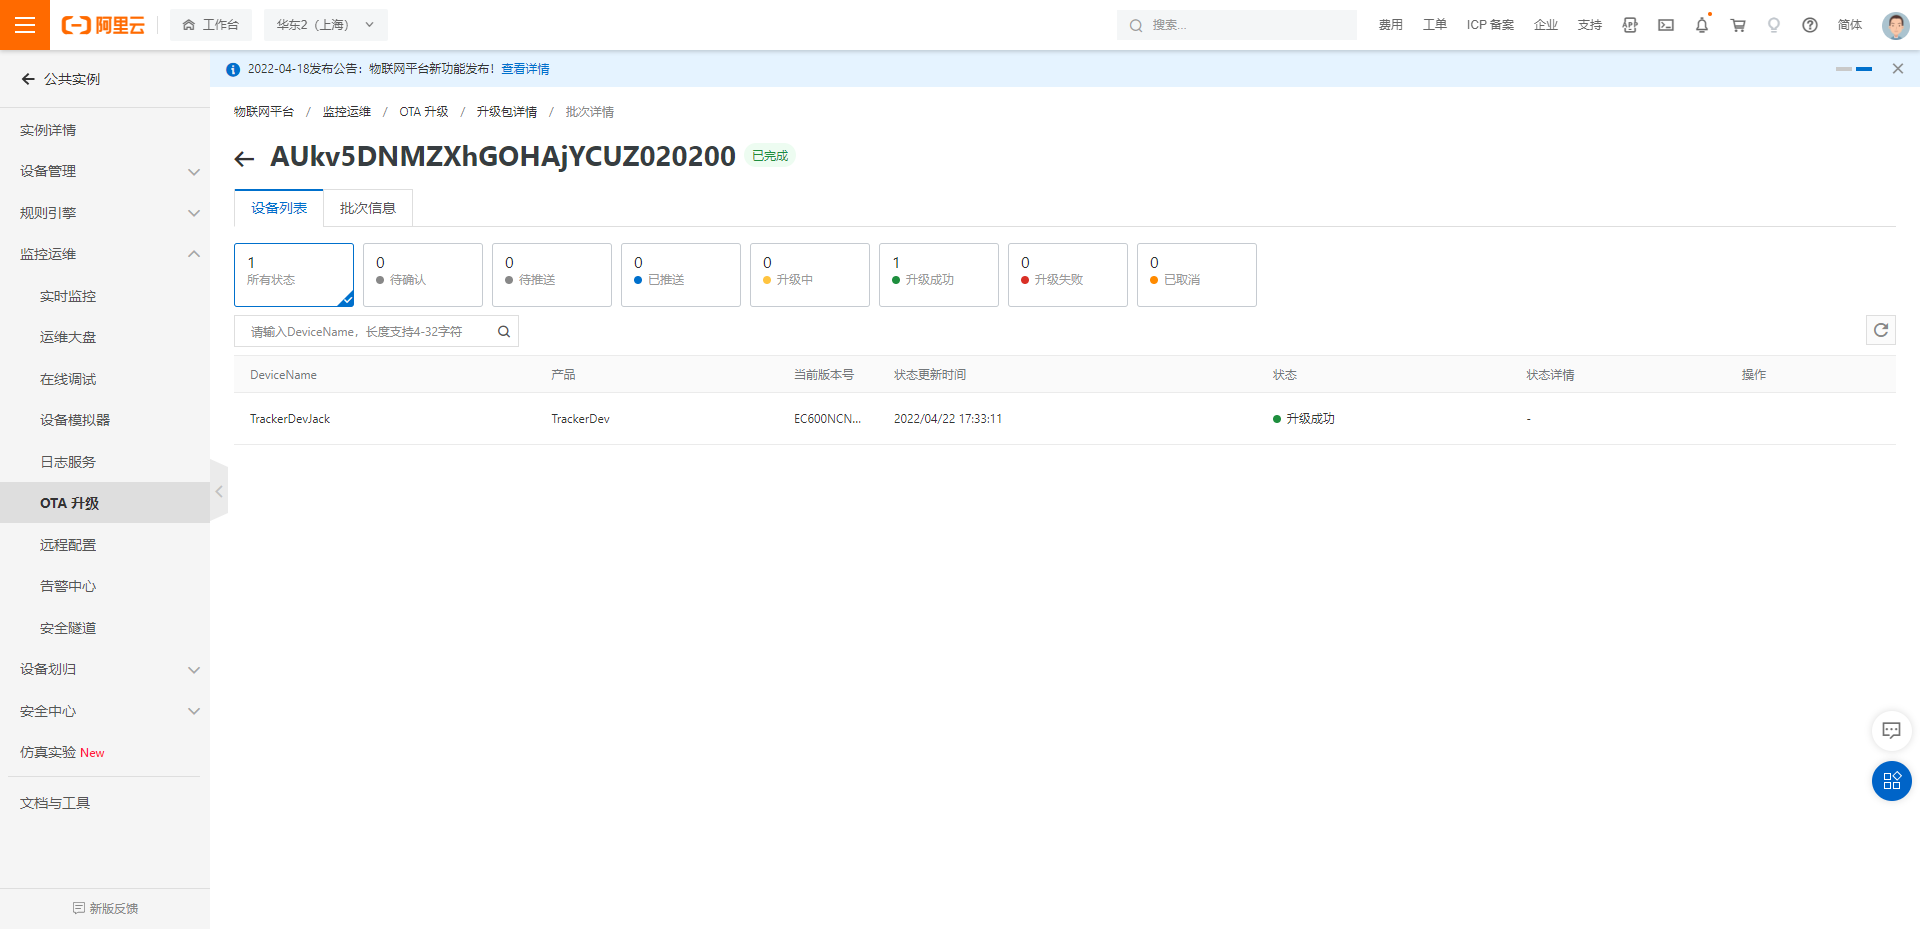 阿里云 工作台 华东2（上海） 搜索... 费用 工单 ICP 备案 企业 支持 简体
公共实例
实例详情
设备管理
规则引擎
监控运维
实时监控
运维大盘
在线调试
设备模拟器
日志服务
OTA 升级
远程配置
告警中心
安全隧道
设备划归
安全中心
仿真实验 New
文档与工具
新版反馈
2022-04-18发布公告：物联网平台新功能发布！查看详情
物联网平台 / 监控运维 / OTA 升级 / 升级包详情 / 批次详情
AUkv5DNMZXhGOHAjYCUZ020200 已完成
设备列表 批次信息
1 0 0 0 0 1 0 0
所有状态 待确认 待推送 已推送 升级中 升级成功 升级失败 已取消
请输入DeviceName，长度支持4-32字符
DeviceName 产品 当前版本号 状态更新时间 状态 状态详情 操作
TrackerDevJack TrackerDev EC600NCN... 2022/04/22 17:33:11 升级成功 -